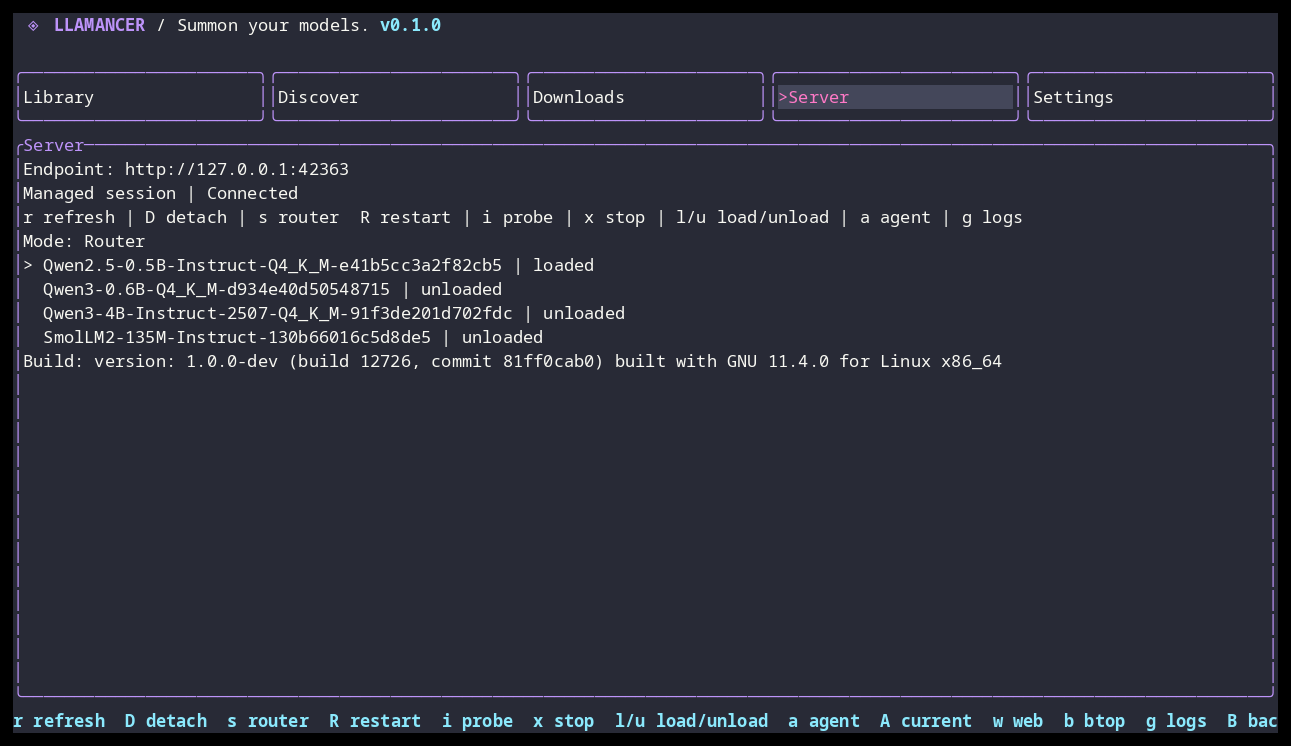 ◈ LLAMANCER / Summon your models. v0.1.0
Library Discover Downloads >Server Settings
Server
Endpoint: http://127.0.0.1:42363
Managed session | Connected
r refresh | D detach | s router  R restart | i probe | x stop | l/u load/unload | a agent | g logs
Mode: Router
> Qwen2.5-0.5B-Instruct-Q4_K_M-e41b5cc3a2f82cb5 | loaded
Qwen3-0.6B-Q4_K_M-d934e40d50548715 | unloaded
Qwen3-4B-Instruct-2507-Q4_K_M-91f3de201d702fdc | unloaded
SmolLM2-135M-Instruct-130b66016c5d8de5 | unloaded
Build: version: 1.0.0-dev (build 12726, commit 81ff0cab0) built with GNU 11.4.0 for Linux x86_64
r refresh  D detach  s router  R restart  i probe  x stop  l/u load/unload  a agent  A current  w web  b btop  g logs  B bac